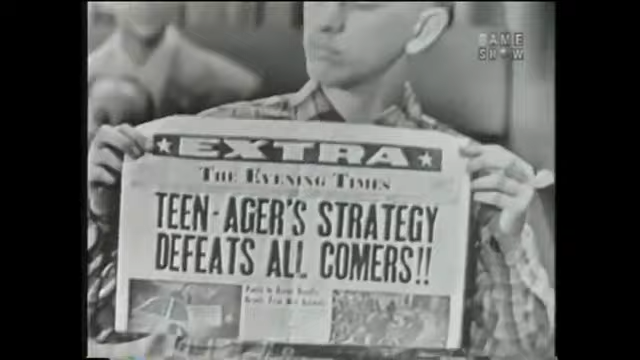 GAME
SHOW
EXTRA
THE EVENING TIMES
TEEN-AGER'S STRATEGY
DEFEATS ALL COMERS!!